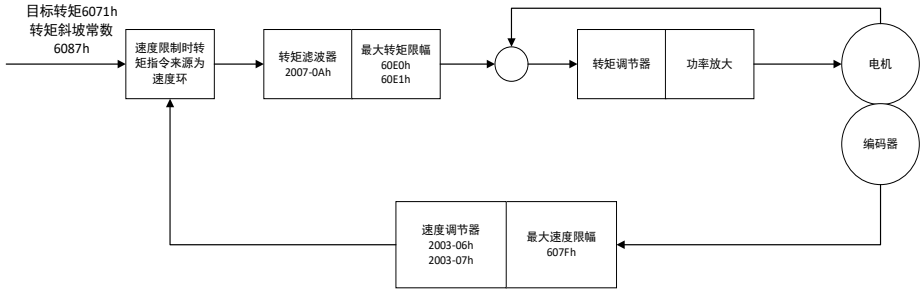 目标转矩6071h
转矩斜坡常数
6087h
速度限制时转
矩指令来源为
速度环
转矩滤波器
2007-0Ah
最大转矩限幅
60E0h
60E1h
转矩调节器
功率放大
电机
编码器
速度调节器
2003-06h
2003-07h
最大速度限幅
607Fh